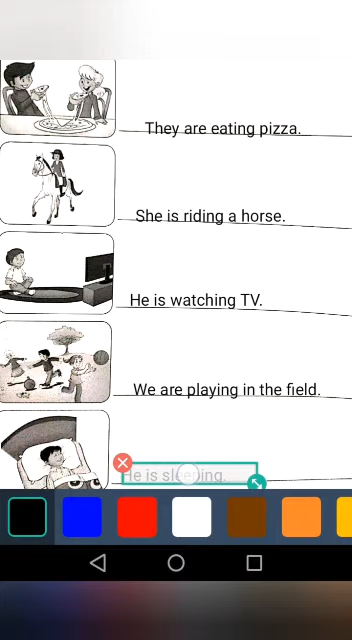 They are eating pizza.
She is riding a horse.
He is watching TV.
We are playing in the field.
He is sleeping.